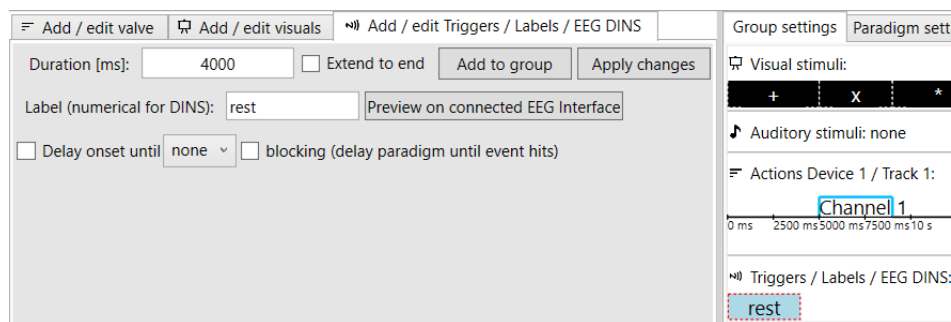 Add / edit valve
Add / edit visuals
Add / edit Triggers / Labels / EEG DINS
Duration [ms]: 4000 Extend to end Add to group Apply changes
Label (numerical for DINS): rest Preview on connected EEG Interface
Delay onset until none blocking (delay paradigm until event hits)
Group settings Paradigm sett
Visual stimuli:
+ x *
Auditory stimuli: none
Actions Device 1 / Track 1:
Channel 1
0 ms 2500 ms 5000 ms 7500 ms 10 s
Triggers / Labels / EEG DINS:
rest